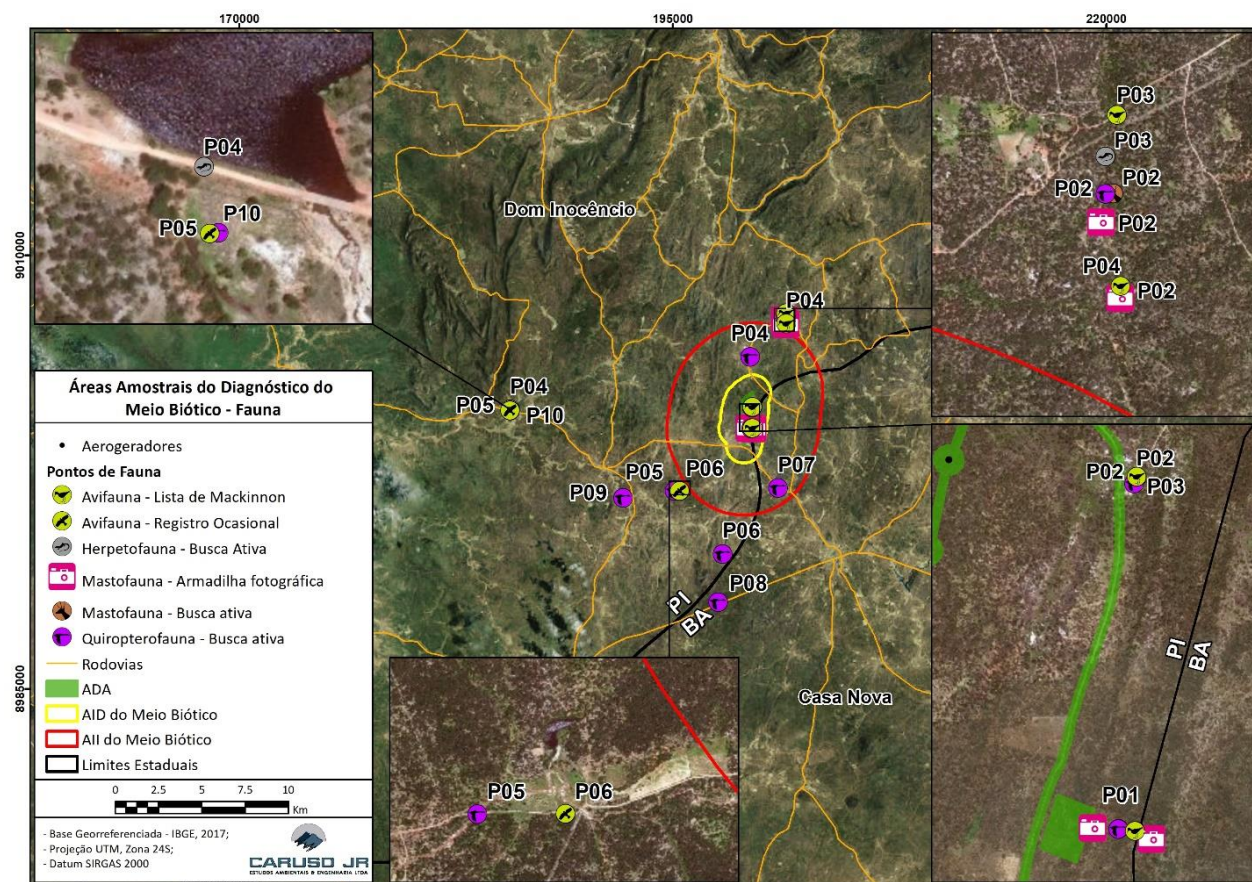 170000
195000
220000
9010000
8985000
P04
P05
P10
Dom Inocêncio
P04
P04
P04
P05
P10
P05
P06
P07
P09
P06
P08
PI
BA
Casa Nova
P03
P03
P02
P02
P02
P04
P02
P02
P02
P03
PI
BA
P01
P05
P06
Áreas Amostrais do Diagnóstico do
Meio Biótico - Fauna
Aerogeradores
Pontos de Fauna
Avifauna - Lista de Mackinnon
Avifauna - Registro Ocasional
Herpetofauna - Busca Ativa
Mastofauna - Armadilha fotográfica
Mastofauna - Busca ativa
Quiropterofauna - Busca ativa
Rodovias
ADA
AID do Meio Biótico
AII do Meio Biótico
Limites Estaduais
0 2.5 5 7.5 10
Km
- Base Georreferenciada - IBGE, 2017;
- Projeção UTM, Zona 24S;
- Datum SIRGAS 2000
CARUSO JR
ESTUDOS AMBIENTAIS & ENGENHARIA LTDA